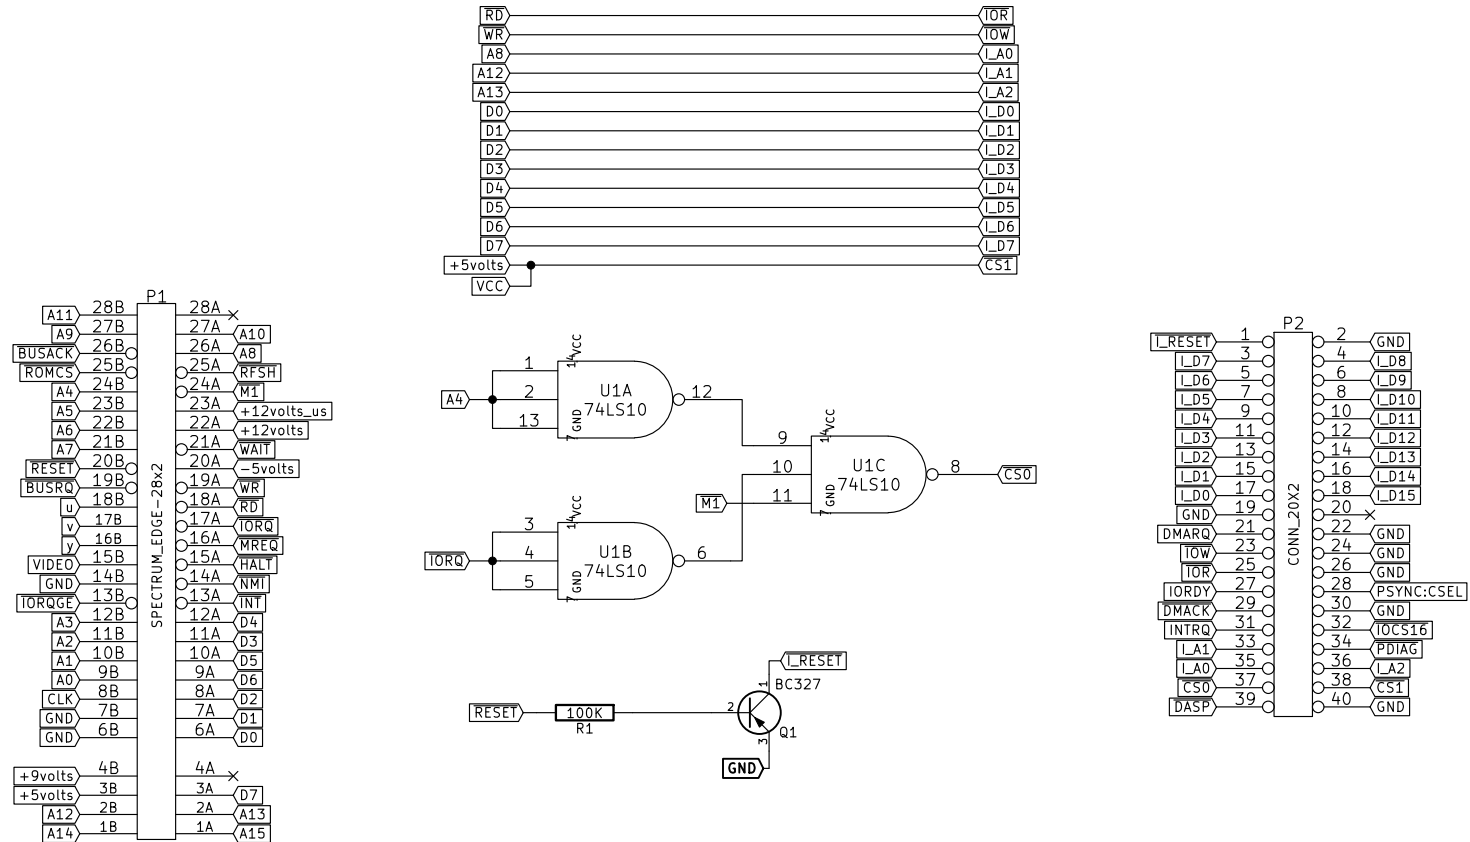 RD IOR
WR IOW
A8 I_A0
A12 I_A1
A13 I_A2
D0 I_D0
D1 I_D1
D2 I_D2
D3 I_D3
D4 I_D4
D5 I_D5
D6 I_D6
D7 I_D7
+5volts CS1
VCC
P1
A11 28B 28A
A9 27B 27A A10
BUSACK 26B 26A A8
ROMCS 25B 25A RFSH
A4 24B 24A M1
A5 23B 23A +12volts_us
A6 22B 22A +12volts
A7 21B 21A WAIT
RESET 20B 20A -5volts
BUSRQ 19B 19A WR
u 18B 18A RD
v 17B 17A IORQ
y 16B 16A MREQ
VIDEO 15B 15A HALT
GND 14B 14A NMI
IORQGE 13B 13A INT
A3 12B 12A D4
A2 11B 11A D3
A1 10B 10A D5
A0 9B 9A D6
CLK 8B 8A D2
GND 7B 7A D1
GND 6B 6A D0
+9volts 4B 4A
+5volts 3B 3A D7
A12 2B 2A A13
A14 1B 1A A15
SPECTRUM_EDGE-28x2
A4
1
2
13
14 VCC
U1A
74LS10
7 GND
12
IORQ
3
4
5
14 VCC
U1B
74LS10
7 GND
6
M1
9
10
11
14 VCC
U1C
74LS10
7 GND
8
CS0
I_RESET
1
BC327
RESET
100K
R1
2
Q1
3
GND
P2
I_RESET 1 2 GND
I_D7 3 4 I_D8
I_D6 5 6 I_D9
I_D5 7 8 I_D10
I_D4 9 10 I_D11
I_D3 11 12 I_D12
I_D2 13 14 I_D13
I_D1 15 16 I_D14
I_D0 17 18 I_D15
GND 19 20
DMARQ 21 22 GND
IOW 23 24 GND
IOR 25 26 GND
IORDY 27 28 PSYNC:CSEL
DMACK 29 30 GND
INTRQ 31 32 IOCS16
I_A1 33 34 PDIAG
I_A0 35 36 I_A2
CS0 37 38 CS1
DASP 39 40 GND
CONN_20X2